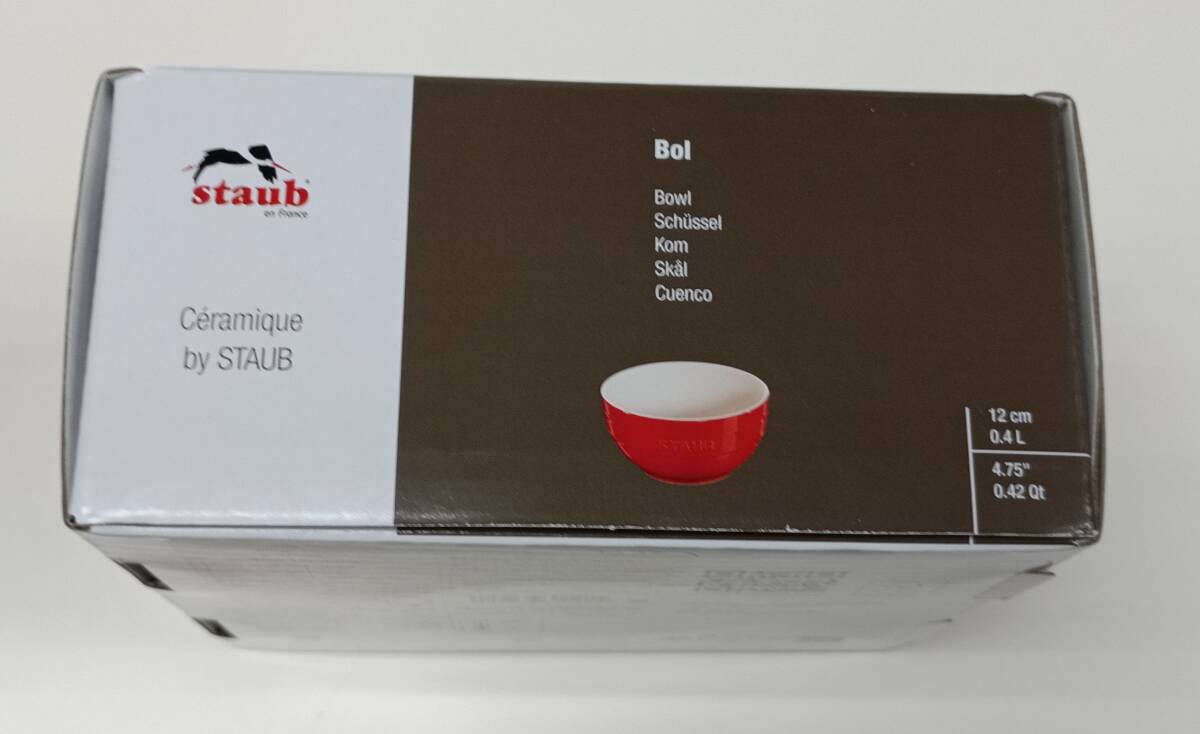 staub
en France
Céramique
by STAUB
Bol
Bowl
Schüssel
Kom
Skål
Cuenco
STAUB
12 cm
0.4 L
4.75"
0.42 Qt